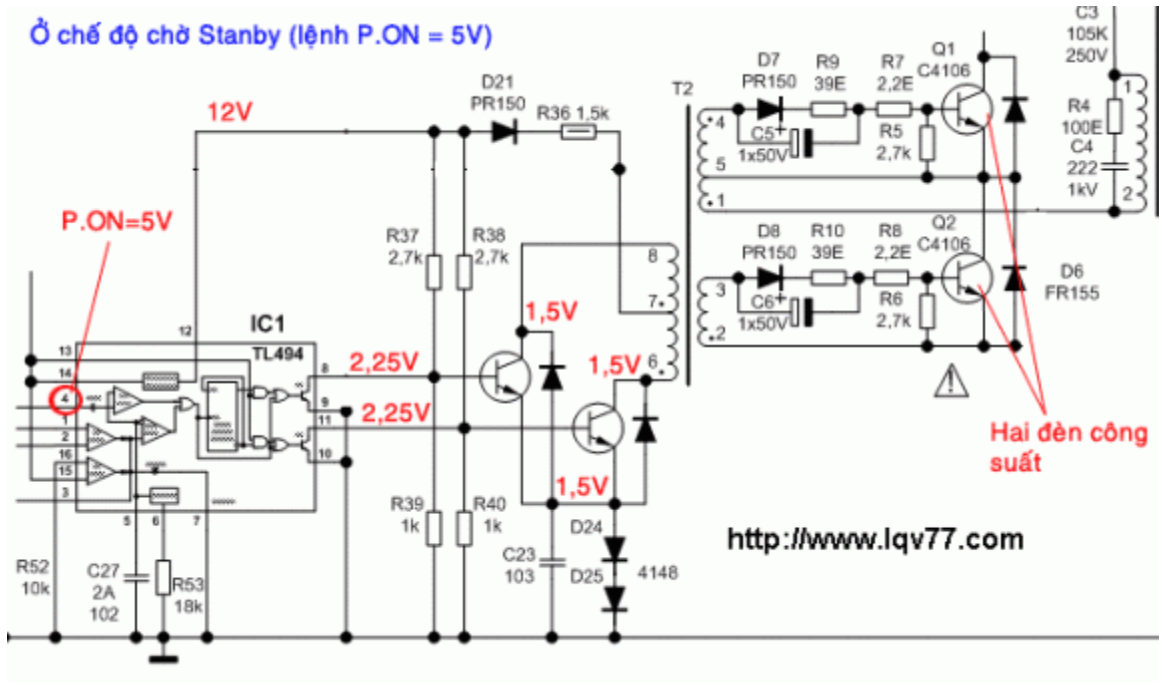 Ở chế độ chờ Stanby (lệnh P.ON = 5V)
C3
105K
250V
D7
PR150
R9
39E
R7
2,2E
Q1
C4106
D21
PR150
R36 1,5k
T2
12V
4
C5+
1x50V
R5
2,7k
1
R4
100E
C4
222
1kV
5
1
2
P.ON=5V
R37
2,7k
R38
2,7k
8
D8
PR150
R10
39E
R8
2,2E
Q2
C4106
D6
FR155
7
3
C6+
1x50V
R6
2,7k
2
12
IC1
TL494
1,5V
13
14
8
2,25V
1,5V
6
4
9
2,25V
1
11
2
16
10
15
3
5
6
7
Hai đèn công
suất
R39
1k
R40
1k
1,5V
D24
C23
103
D25
4148
http://www.lqv77.com
R52
10k
C27
2A
102
R53
18k